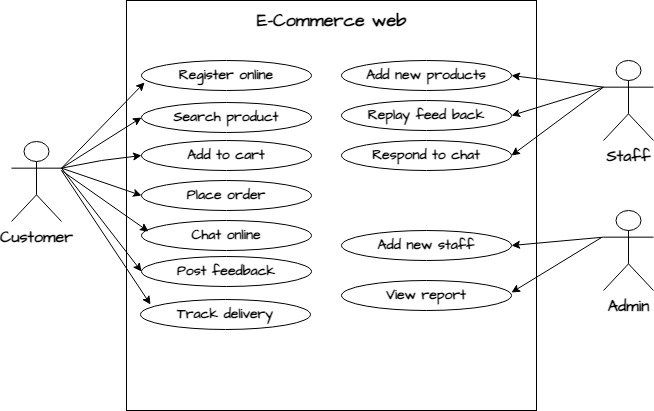 E-Commerce web
Register online
Search product
Add to cart
Place order
Chat online
Post feedback
Track delivery
Add new products
Replay feed back
Respond to chat
Add new staff
View report
Customer
Staff
Admin